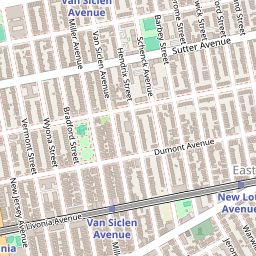 Van Siclen
Avenue
Miller Avenue
Van Siclen Avenue
Hendrix Street
Schenck Avenue
Barbey Street
Sutter Avenue
Vermont Street
Wyona Street
Bradford Street
Dumont Avenue
New Jersey Avenue
Livonia Avenue
Van Siclen
Avenue
East
New Lot
Avenue